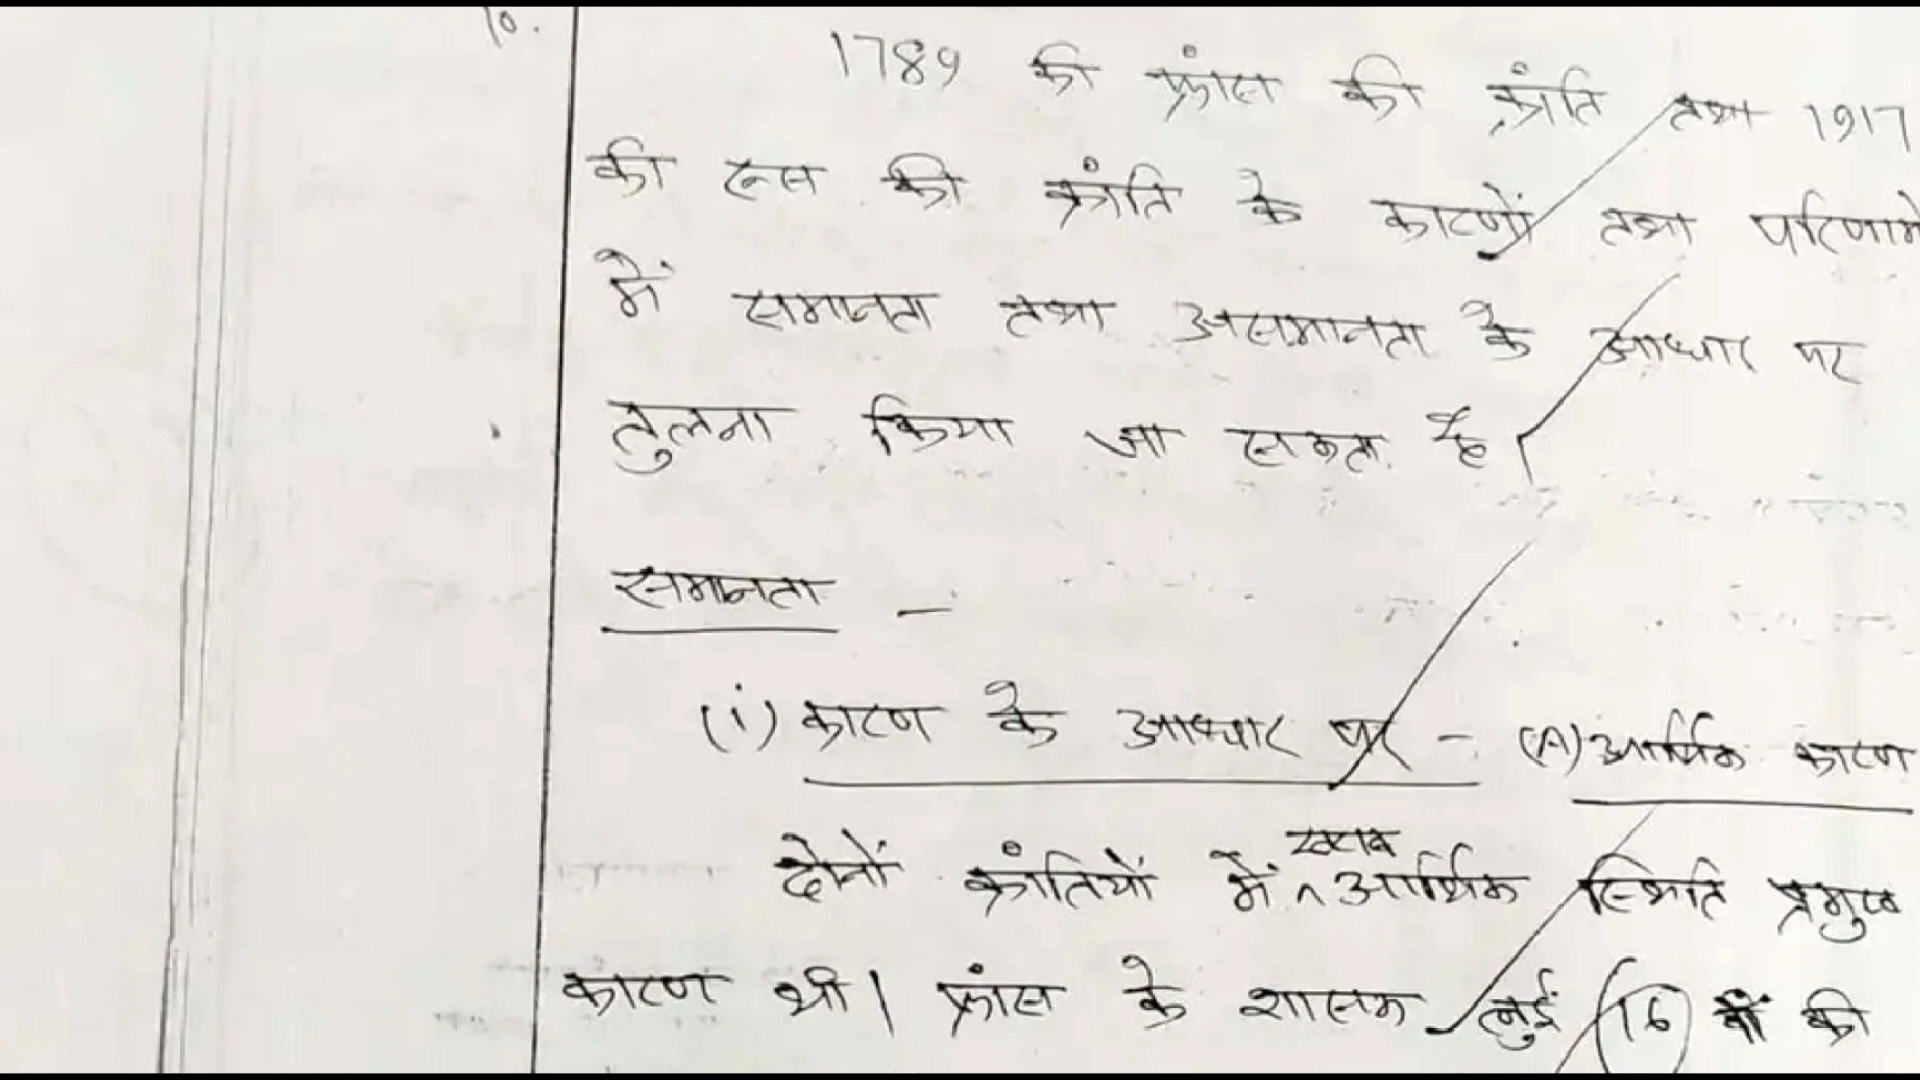 10.
1789 की फ्रांस की क्रांति तथा 1917
की रूस की क्रांति के कारणों तथा परिणामों
में समानता तथा असमानता के आधार पर
तुलना किया जा सकता है।
समानता -
(i) कारण के आधार पर - (A) आर्थिक कारण
खराब
दोनों क्रांतियों में ^ आर्थिक स्थिति प्रमुख
कारण थी। फ्रांस के शासक लुई 16 वें की